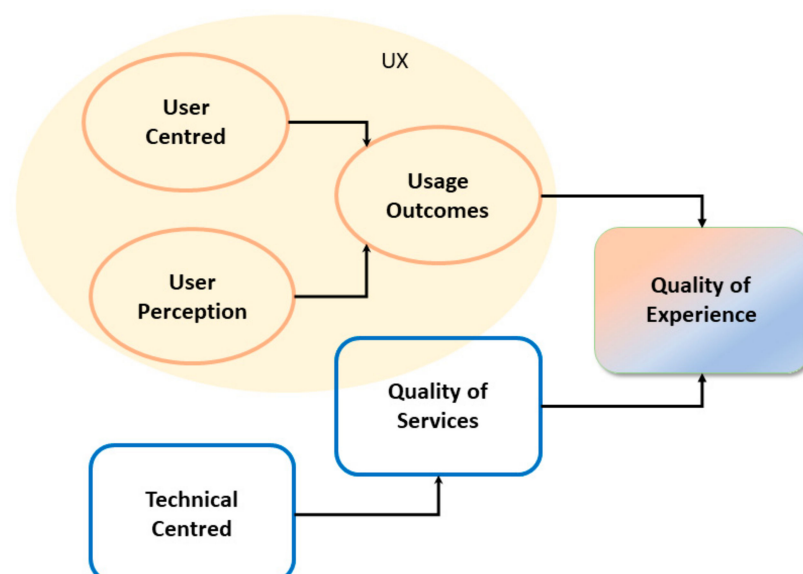 UX
User
Centred
Usage
Outcomes
User
Perception
Quality of
Experience
Quality of
Services
Technical
Centred